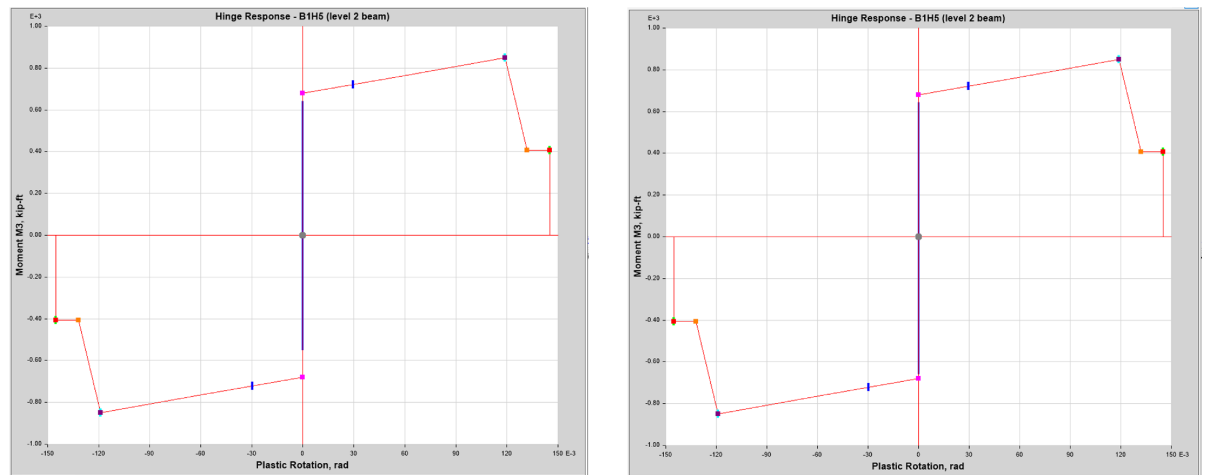 Hinge Response - B1H5 (level 2 beam)
E+3
1.00
0.80
0.60
0.40
0.20
0.00
-0.20
-0.40
-0.60
-0.80
-1.00
Moment M3, kip-ft
-150 -120 -90 -60 -30 0 30 60 90 120 150 E-3
Plastic Rotation, rad
Hinge Response - B1H5 (level 2 beam)
E+3
1.00
0.80
0.60
0.40
0.20
0.00
-0.20
-0.40
-0.60
-0.80
-1.00
Moment M3, kip-ft
-150 -120 -90 -60 -30 0 30 60 90 120 150 E-3
Plastic Rotation, rad